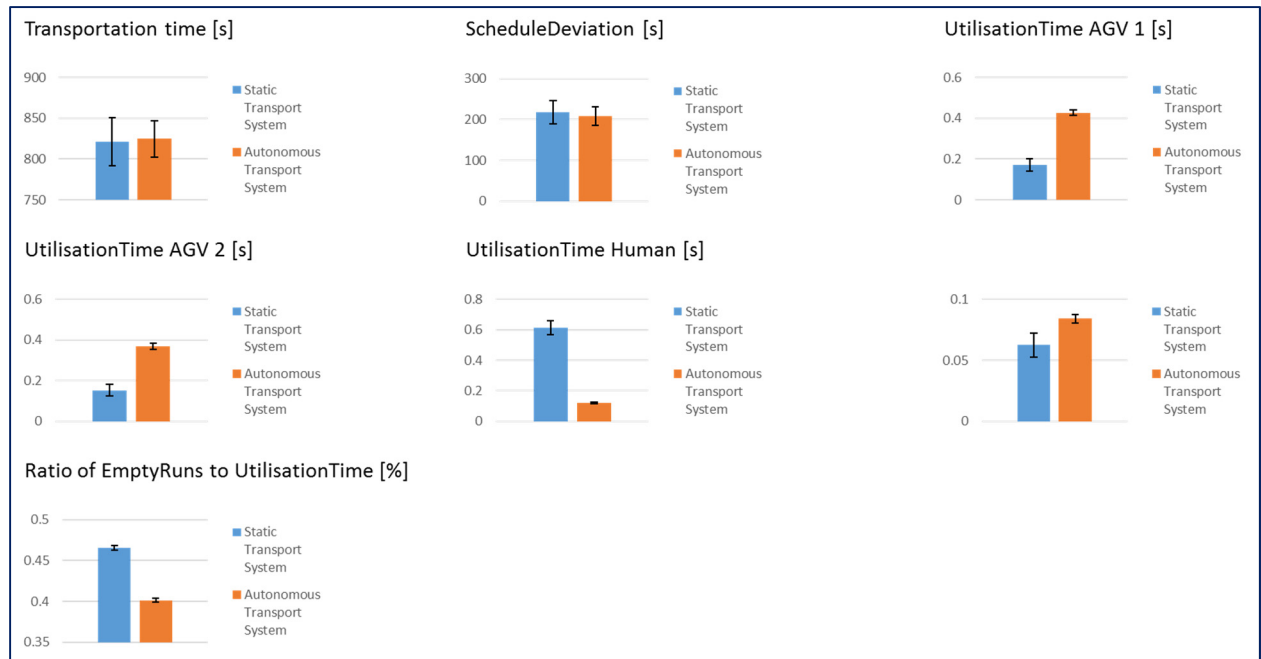 Transportation time [s]
900
850
800
750
Static
Transport
System
Autonomous
Transport
System
ScheduleDeviation [s]
300
200
100
0
Static
Transport
System
Autonomous
Transport
System
UtilisationTime AGV 1 [s]
0.6
0.4
0.2
0
Static
Transport
System
Autonomous
Transport
System
UtilisationTime AGV 2 [s]
0.6
0.4
0.2
0
Static
Transport
System
Autonomous
Transport
System
UtilisationTime Human [s]
0.8
0.6
0.4
0.2
0
Static
Transport
System
Autonomous
Transport
System
0.1
0.05
0
Static
Transport
System
Autonomous
Transport
System
Ratio of EmptyRuns to UtilisationTime [%]
0.5
0.45
0.4
0.35
Static
Transport
System
Autonomous
Transport
System